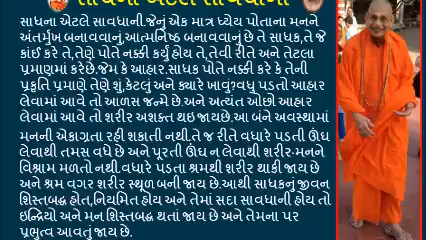 સાધના એટલે સાવધાની
સાધના એટલે સાવધાની.જેનું એક માત્ર ધ્યેય પોતાના મનને
અંતર્મુખ બનાવવાનું,આત્મનિષ્ઠ બનાવવાનું છે તે સાધક,તે જે
કાંઈ કરે તે,તેણે પોતે નક્કી કર્યું હોય તે,તેવી રીતે અને તેટલા
પ્રમાણમાં કરેછે.જેમ કે આહાર.સાધક પોતે નક્કી કરે કે તેની
પ્રકૃતિ પ્રમાણે તેણે શું,કેટલું અને ક્યારે ખાવું?વધુ પડતો આહાર
લેવામાં આવે તો આળસ જન્મે છે.અને અત્યંત ઓછો આહાર
લેવામાં આવે તો શરીર અશક્ત થઇ જાયછે.આ બંને અવસ્થામાં
મનની એકાગ્રતા રહી શકતી નથી.તે જ રીતે વધારે પડતી ઊંઘ
લેવાથી તમસ વધે છે અને પૂરતી ઊંઘ ન લેવાથી શરીર-મનને
વિશ્રામ મળતો નથી.વધારે પડતા શ્રમથી શરીર થાકી જાય છે
અને શ્રમ વગર શરીર સ્થૂળ બની જાય છે.આથી સાધકનું જીવન
શિસ્તબદ્ધ હોત,નિયમિત હોય અને તેમાં સદા સાવધાની હોય તો
ઇન્દ્રિયો અને મન શિસ્તબદ્ધ થતાં જાય છે અને તેમના પર
પ્રભુત્વ આવતું જાય છે.